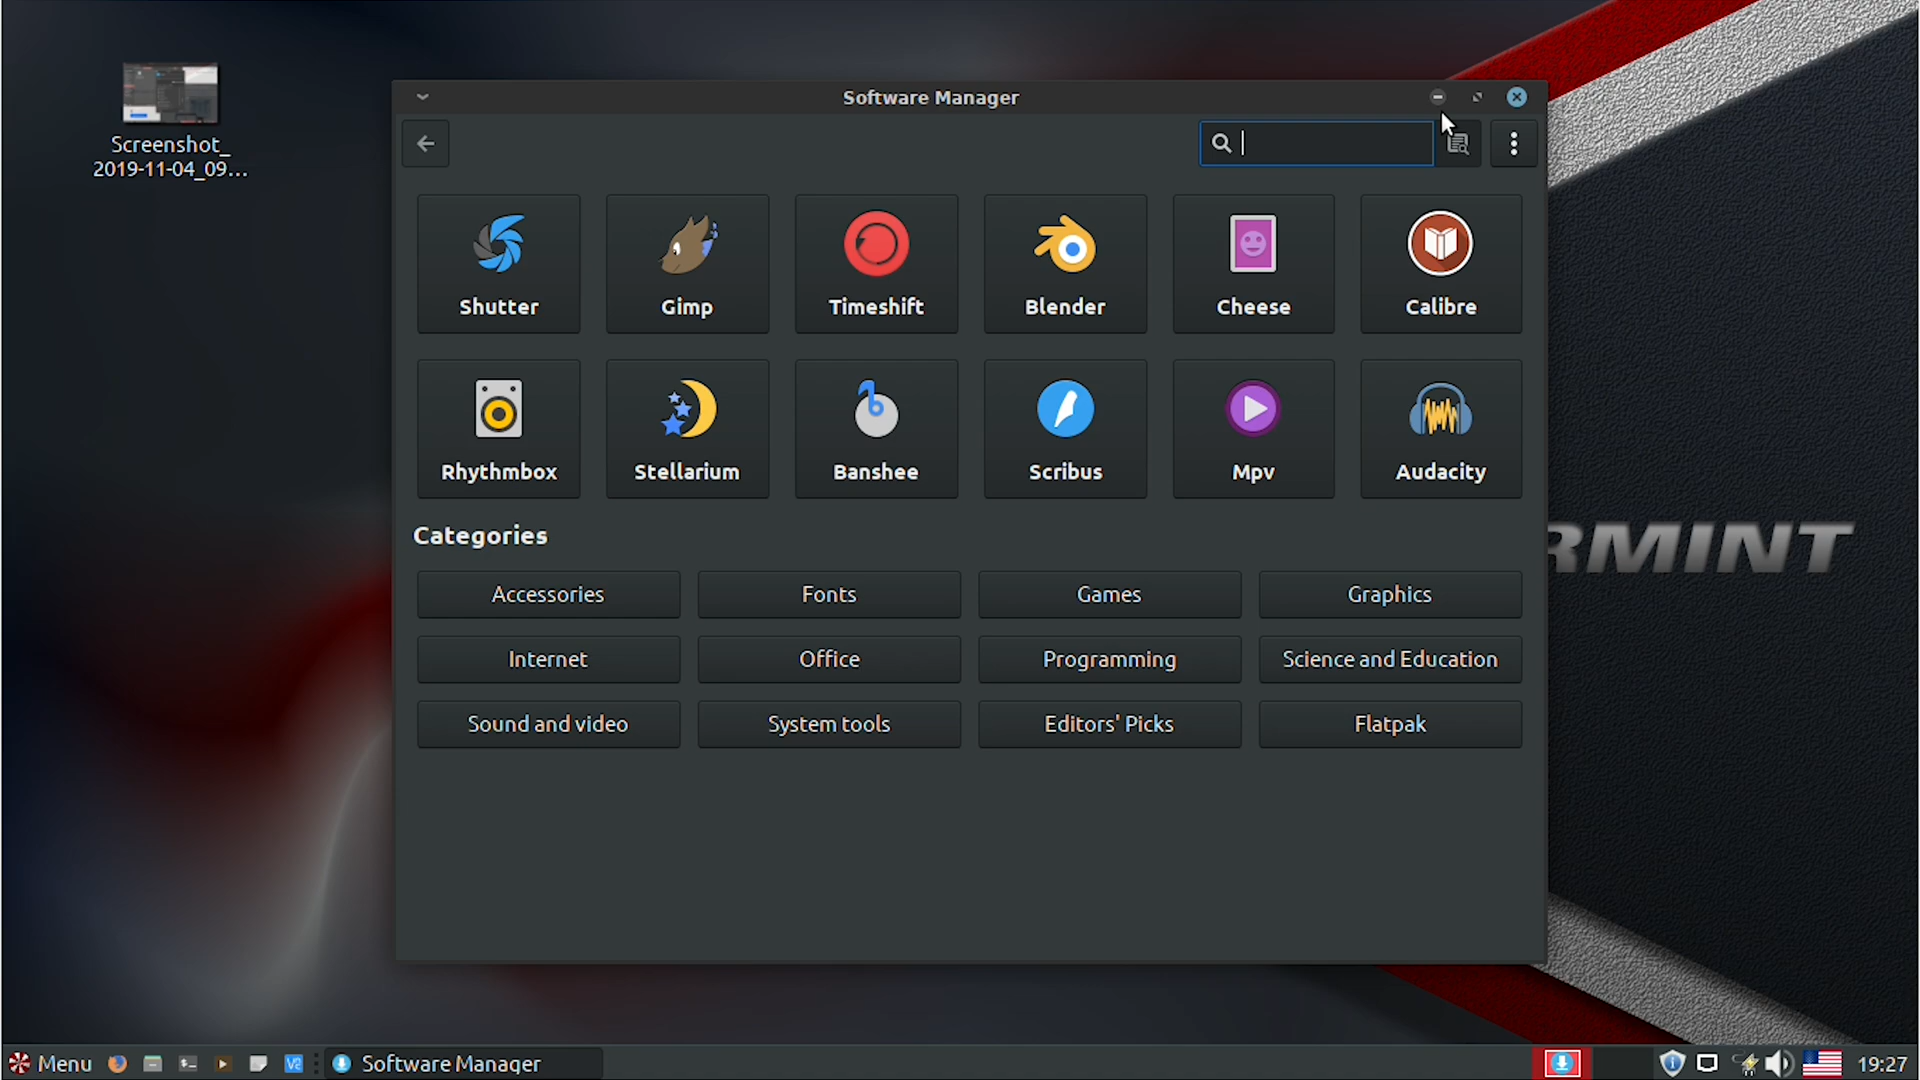 Screenshot_
2019-11-04_09...
Software Manager
Shutter
Gimp
Timeshift
Blender
Cheese
Calibre
Rhythmbox
Stellarium
Banshee
Scribus
Mpv
Audacity
Categories
Accessories
Fonts
Games
Graphics
Internet
Office
Programming
Science and Education
Sound and video
System tools
Editors' Picks
Flatpak
RMINT
Menu
Software Manager
19:27